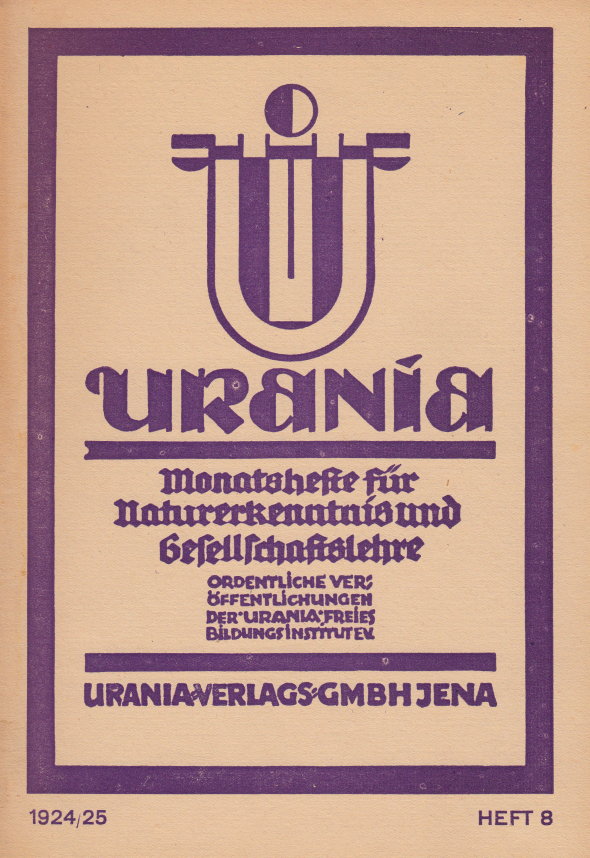 URANIA
Monatshefte für
Naturerkenntnis und
Gesellschaftslehre
ORDENTLICHE VER-
ÖFFENTLICHUNGEN
DER "URANIA" FREIES
BILDUNGSINSTITUT E.V.
URANIA-VERLAGS-GMBH JENA
1924/25
HEFT 8